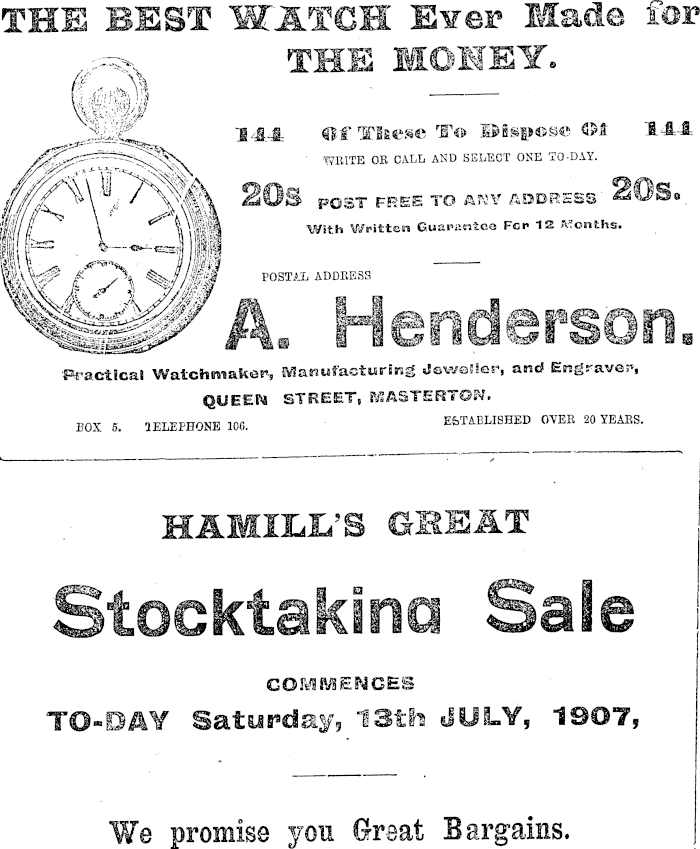 THE BEST WATCH Ever Made for
THE MONEY.
144 Of These To Dispose Of 144
WRITE OR CALL AND SELECT ONE TO-DAY.
20s POST FREE TO ANY ADDRESS 20s.
With Written Guarantee For 12 Months.
POSTAL ADDRESS
A. Henderson.
Practical Watchmaker, Manufacturing Jeweller, and Engraver,
QUEEN STREET, MASTERTON.
BOX 5. TELEPHONE 106. ESTABLISHED OVER 20 YEARS.
HAMILL'S GREAT
Stocktaking Sale
COMMENCES
TO-DAY Saturday, 13th JULY, 1907,
We promise you Great Bargains.